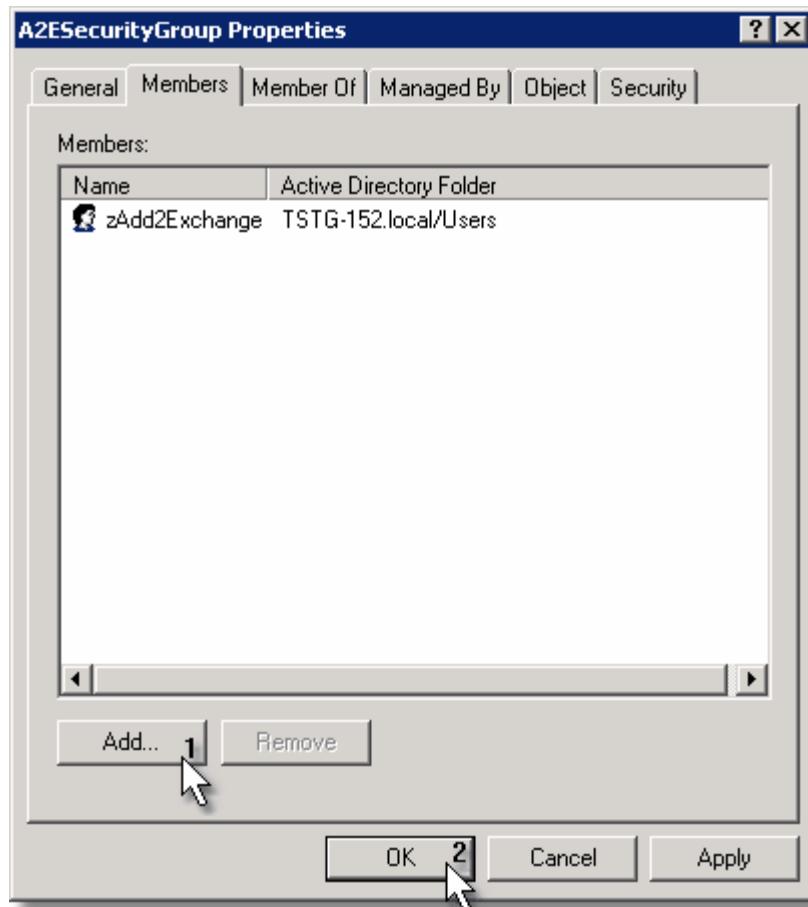 A2ESecurityGroup Properties
General Members Member Of Managed By Object Security
Members:
Name Active Directory Folder
zAdd2Exchange TSTG-152.local/Users
Add... 1 Remove
OK 2 Cancel Apply